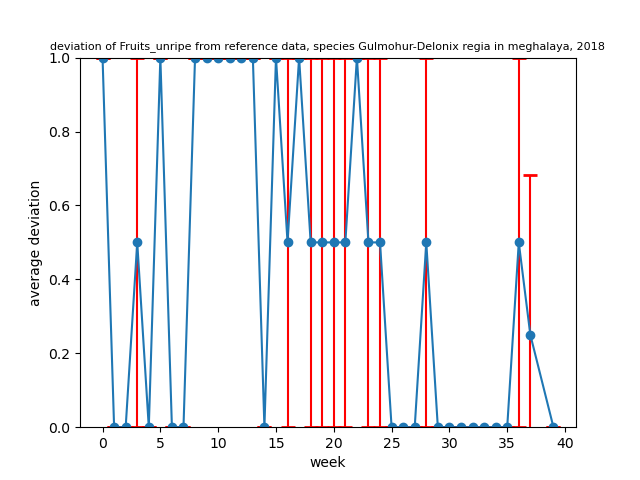 deviation of Fruits_unripe from reference data, species Gulmohur-Delonix regia in meghalaya, 2018
1.0
0.8
0.6
0.4
0.2
0.0
average deviation
0 5 10 15 20 25 30 35 40
week